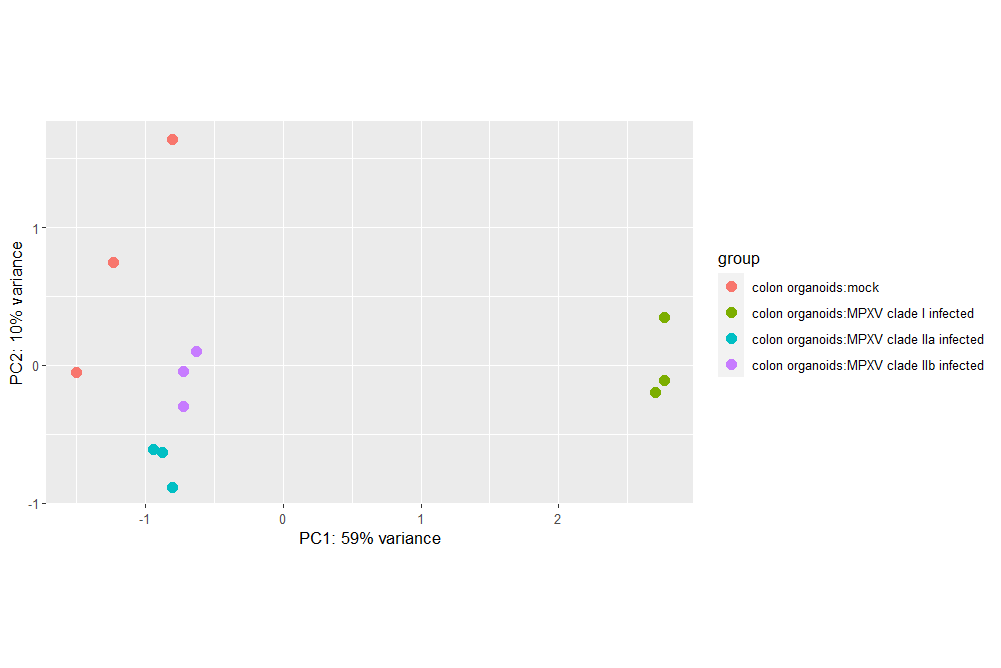 1
0
-1
PC2: 10% variance
-1
0
1
2
PC1: 59% variance
group
colon organoids:mock
colon organoids:MPXV clade I infected
colon organoids:MPXV clade IIa infected
colon organoids:MPXV clade IIb infected